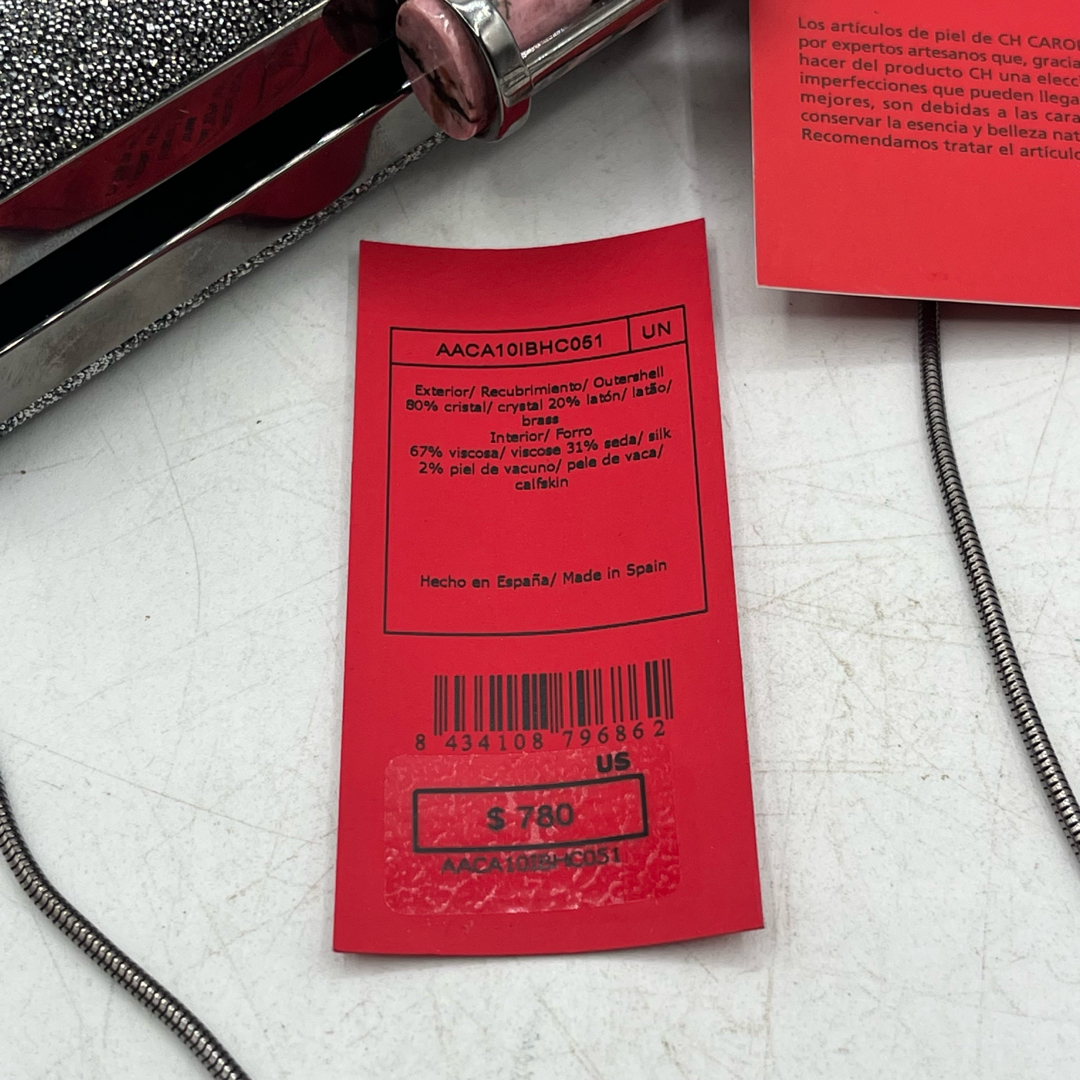 Los artículos de piel de CH CARO
por expertos artesanos que, gracia
hacer del producto CH una elecc
imperfecciones que pueden llega
mejores, son debidas a las cara
conservar la esencia y belleza nat
Recomendamos tratar el artículo
AACA10IBHC051 UN
Exterior/ Recubrimiento/ Outershell
80% cristal/ crystal 20% latón/ latão/
brass
Interior/ Forro
67% viscosa/ viscose 31% seda/ silk
2% piel de vacuno/ pele de vaca/
calfskin
Hecho en España/ Made in Spain
8 434108 796862
US
$ 780
AACA10IBHC051